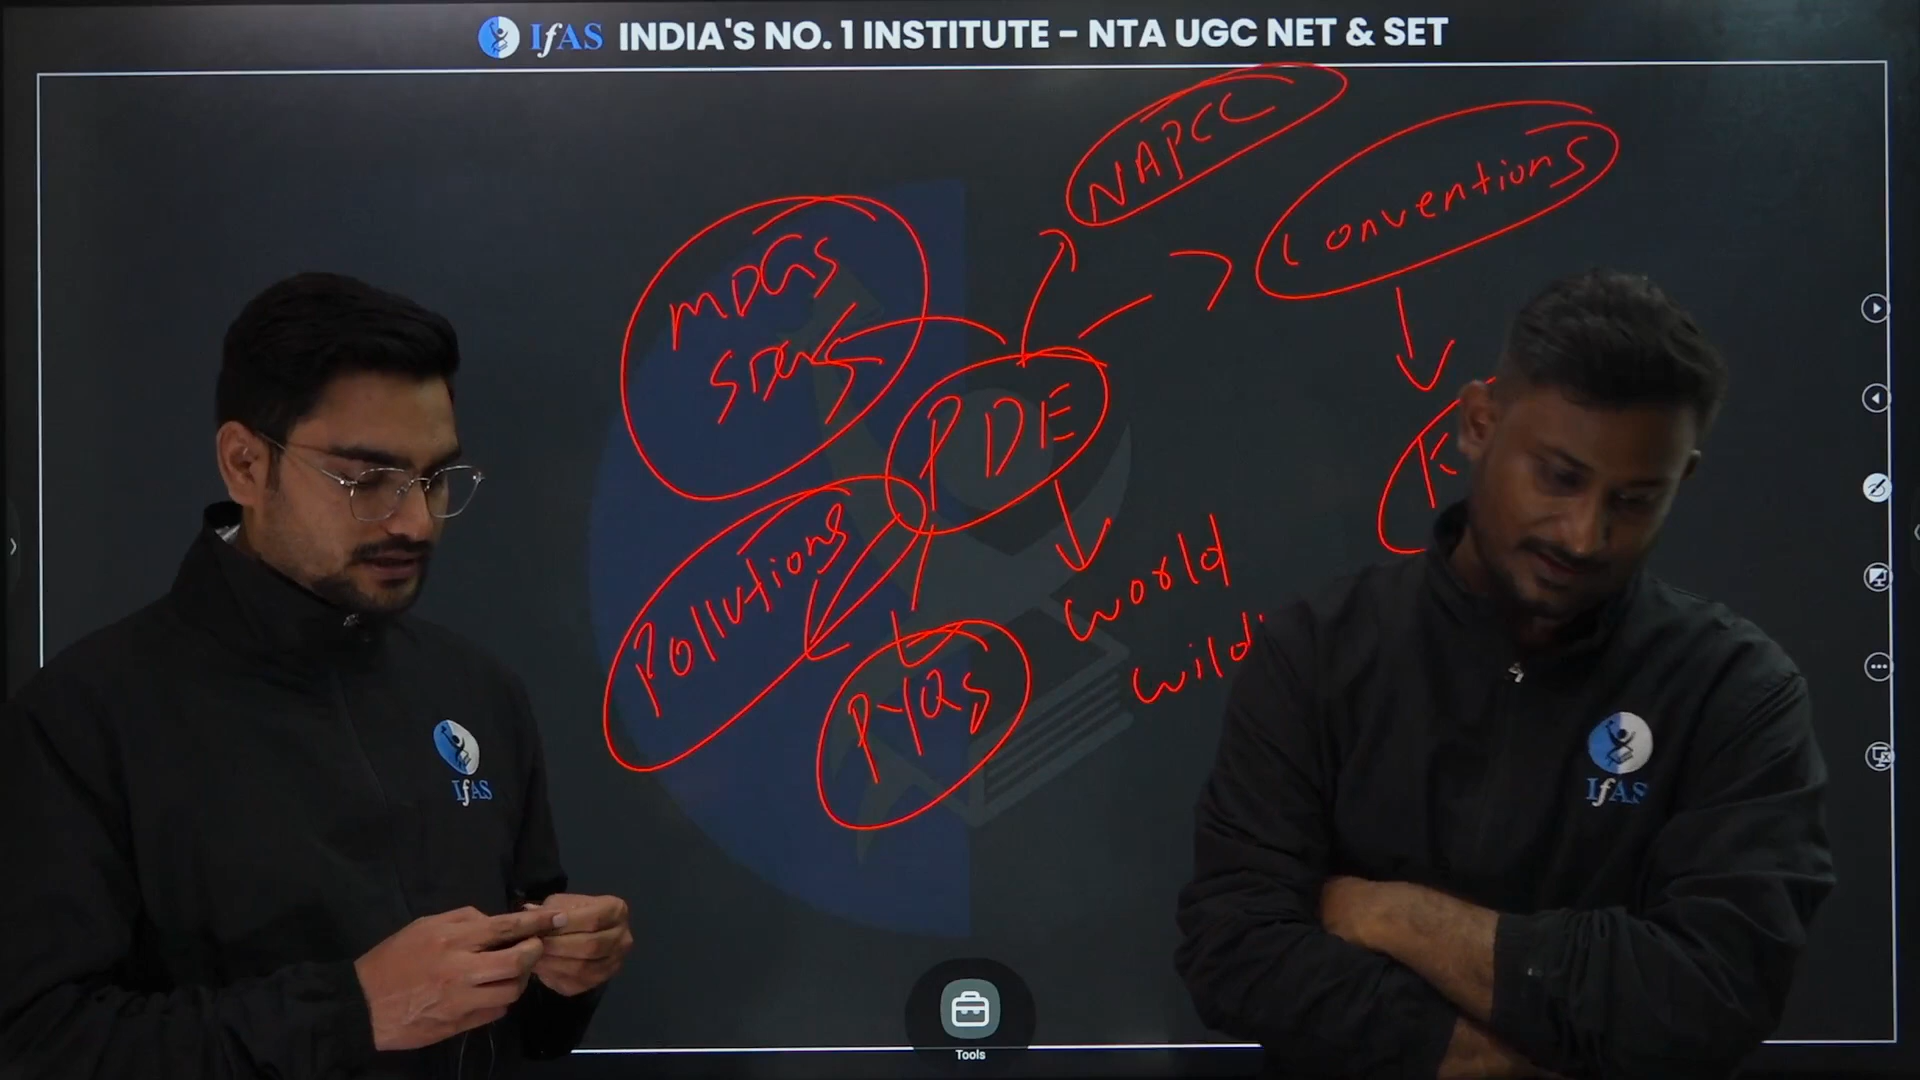 IfAS INDIA'S NO. 1 INSTITUTE - NTA UGC NET & SET
NAPCC
Conventions
MDGs
SDGs
PDE
Pollutions
PYQs
World
Wild
IfAS
IfAS
Tools